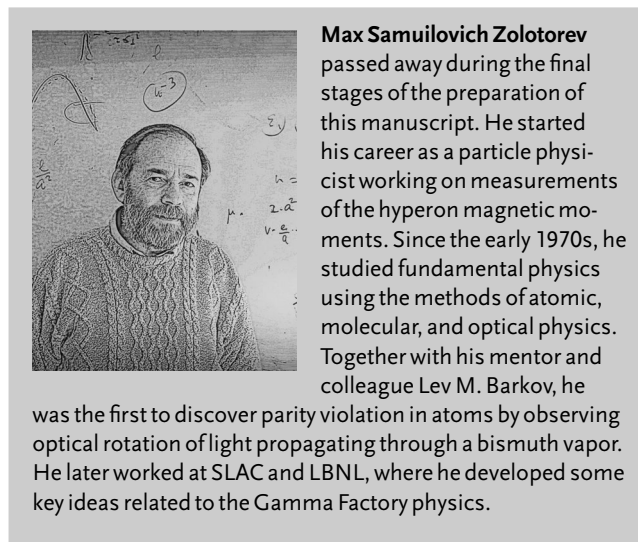 Max Samuilovich Zolotorev
passed away during the final
stages of the preparation of
this manuscript. He started
his career as a particle physi-
cist working on measurements
of the hyperon magnetic mo-
ments. Since the early 1970s, he
studied fundamental physics
using the methods of atomic,
molecular, and optical physics.
Together with his mentor and
colleague Lev M. Barkov, he
was the first to discover parity violation in atoms by observing
optical rotation of light propagating through a bismuth vapor.
He later worked at SLAC and LBNL, where he developed some
key ideas related to the Gamma Factory physics.